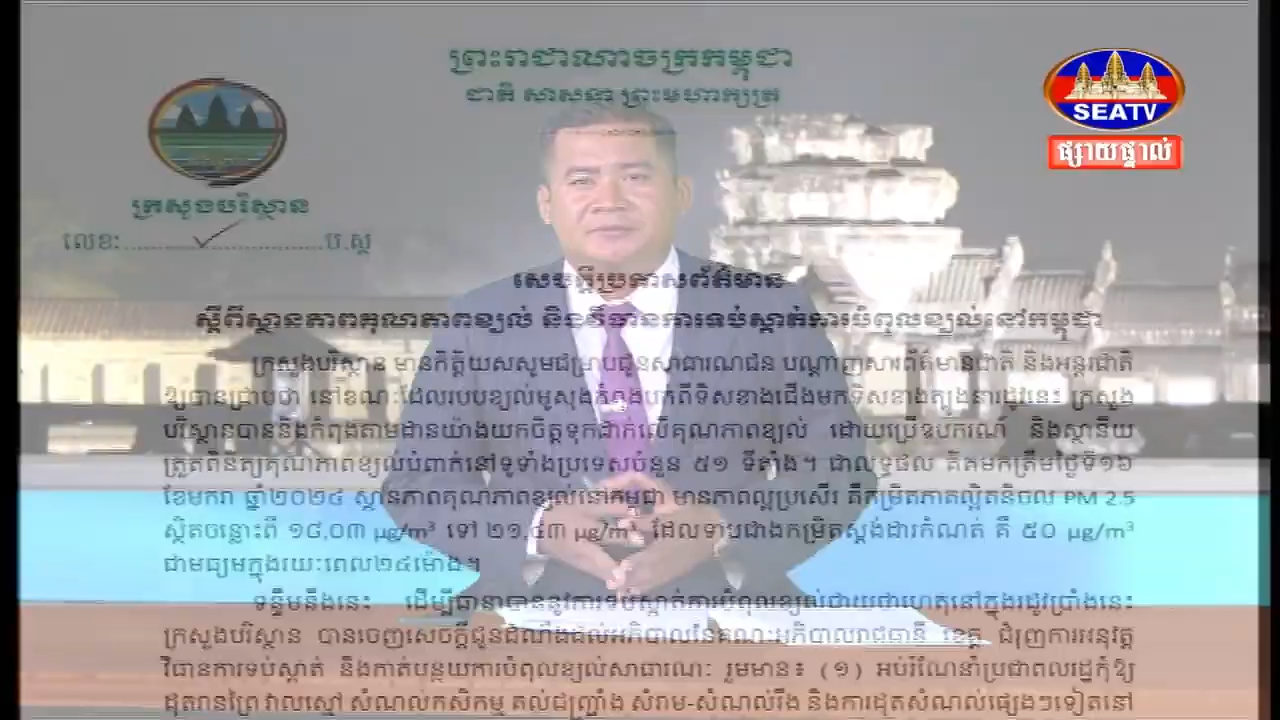 ព្រះរាជាណាចក្រកម្ពុជា
ជាតិ សាសនា ព្រះមហាក្សត្រ
SEATV
ផ្សាយផ្ទាល់
ក្រសួងបរិស្ថាន
លេខ:..............................ប.ស្ថ
សេចក្តីប្រកាសព័ត៌មាន
ស្តីពីស្ថានភាពគុណភាពខ្យល់ និងវិធានការទប់ស្កាត់ការបំពុលខ្យល់នៅកម្ពុជា
ក្រសួងបរិស្ថាន មានកិត្តិយសសូមជម្រាបជូនសាធារណជន បណ្តាញសារព័ត៌មានជាតិ និងអន្តរជាតិ
ឱ្យបានជ្រាបថា នៅខណៈដែលរបបខ្យល់មូសុងកំពុងបក់ពីទិសខាងជើងមកទិសខាងត្បូងនារដូវនេះ ក្រសួង
បរិស្ថានបាននិងកំពុងតាមដានយ៉ាងយកចិត្តទុកដាក់លើគុណភាពខ្យល់ ដោយប្រើឧបករណ៍ និងស្ថានីយ
ត្រួតពិនិត្យគុណភាពខ្យល់បំពាក់នៅទូទាំងប្រទេសចំនួន ៥១ ទីតាំង។ ជាលទ្ធផល គិតមកត្រឹមថ្ងៃទី១៦
ខែមករា ឆ្នាំ២០២៤ ស្ថានភាពគុណភាពខ្យល់នៅកម្ពុជា មានភាពល្អប្រសើរ គឺកម្រិតភាគល្អិតនិចល PM 2.5
ស្ថិតចន្លោះពី ១៨,០៣ µg/m³ ទៅ ២១,៤៣ µg/m³ ដែលទាបជាងកម្រិតស្តង់ដារកំណត់ គឺ ៥០ µg/m³
ជាមធ្យមក្នុងរយៈពេល២៤ម៉ោង។
ទន្ទឹមនឹងនេះ ដើម្បីធានាបាននូវការទប់ស្កាត់ការបំពុលខ្យល់ជាយថាហេតុនៅក្នុងរដូវប្រាំងនេះ
ក្រសួងបរិស្ថាន បានចេញសេចក្តីជូនដំណឹងដល់អភិបាលនៃគណៈអភិបាលរាជធានី ខេត្ត ជំរុញការអនុវត្ត
វិធានការទប់ស្កាត់ និងកាត់បន្ថយការបំពុលខ្យល់សាធារណៈ រួមមាន៖ (១) អប់រំណែនាំប្រជាពលរដ្ឋកុំឱ្យ
ដុតរានព្រៃ វាលស្មៅ សំណល់កសិកម្ម គល់ជញ្ជ្រាំង សំរាម-សំណល់រឹង និងការដុតសំណល់ផ្សេងៗទៀតនៅ